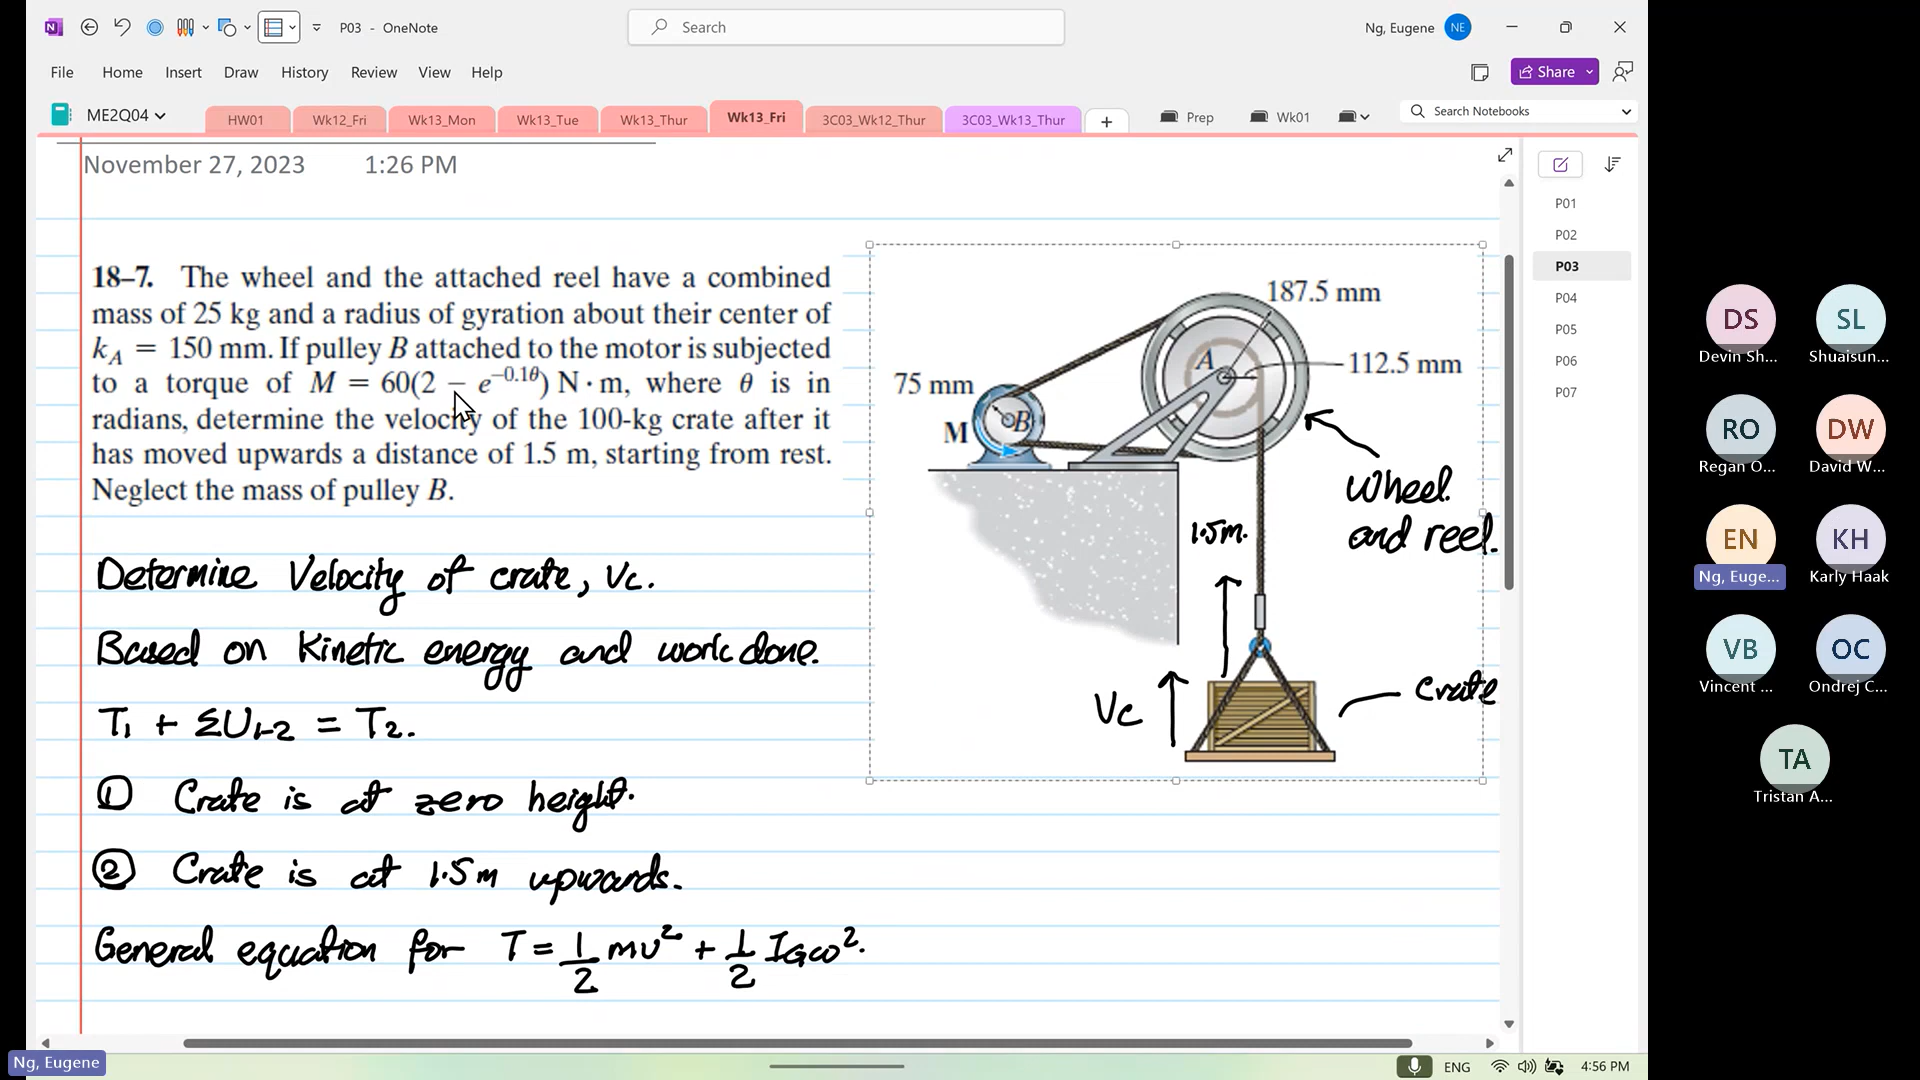 P03 - OneNote
Search
Ng, Eugene
NE
File
Home
Insert
Draw
History
Review
View
Help
Share
ME2Q04
HW01
Wk12_Fri
Wk13_Mon
Wk13_Tue
Wk13_Thur
Wk13_Fri
3C03_Wk12_Thur
3C03_Wk13_Thur
+
Prep
Wk01
Search Notebooks
November 27, 2023 1:26 PM
P01
P02
P03
P04
P05
P06
P07
18–7. The wheel and the attached reel have a combined
mass of 25 kg and a radius of gyration about their center of
k_A = 150 mm. If pulley B attached to the motor is subjected
to a torque of M = 60(2 − e^−0.1θ) N·m, where θ is in
radians, determine the velocity of the 100-kg crate after it
has moved upwards a distance of 1.5 m, starting from rest.
Neglect the mass of pulley B.
187.5 mm
112.5 mm
75 mm
A
B
M
Wheel
and reel.
1.5m.
Vc
crate
Determine Velocity of crate, Vc.
Based on Kinetic energy and work done.
T1 + ΣU1-2 = T2.
① Crate is at zero height.
② Crate is at 1.5m upwards.
General equation for T = 1/2 mv² + 1/2 IGω².
DS
Devin Sh...
SL
Shuaisun...
RO
Regan O...
DW
David W...
EN
Ng, Euge...
KH
Karly Haak
VB
Vincent ...
OC
Ondrej C...
TA
Tristan A...
Ng, Eugene
ENG
4:56 PM